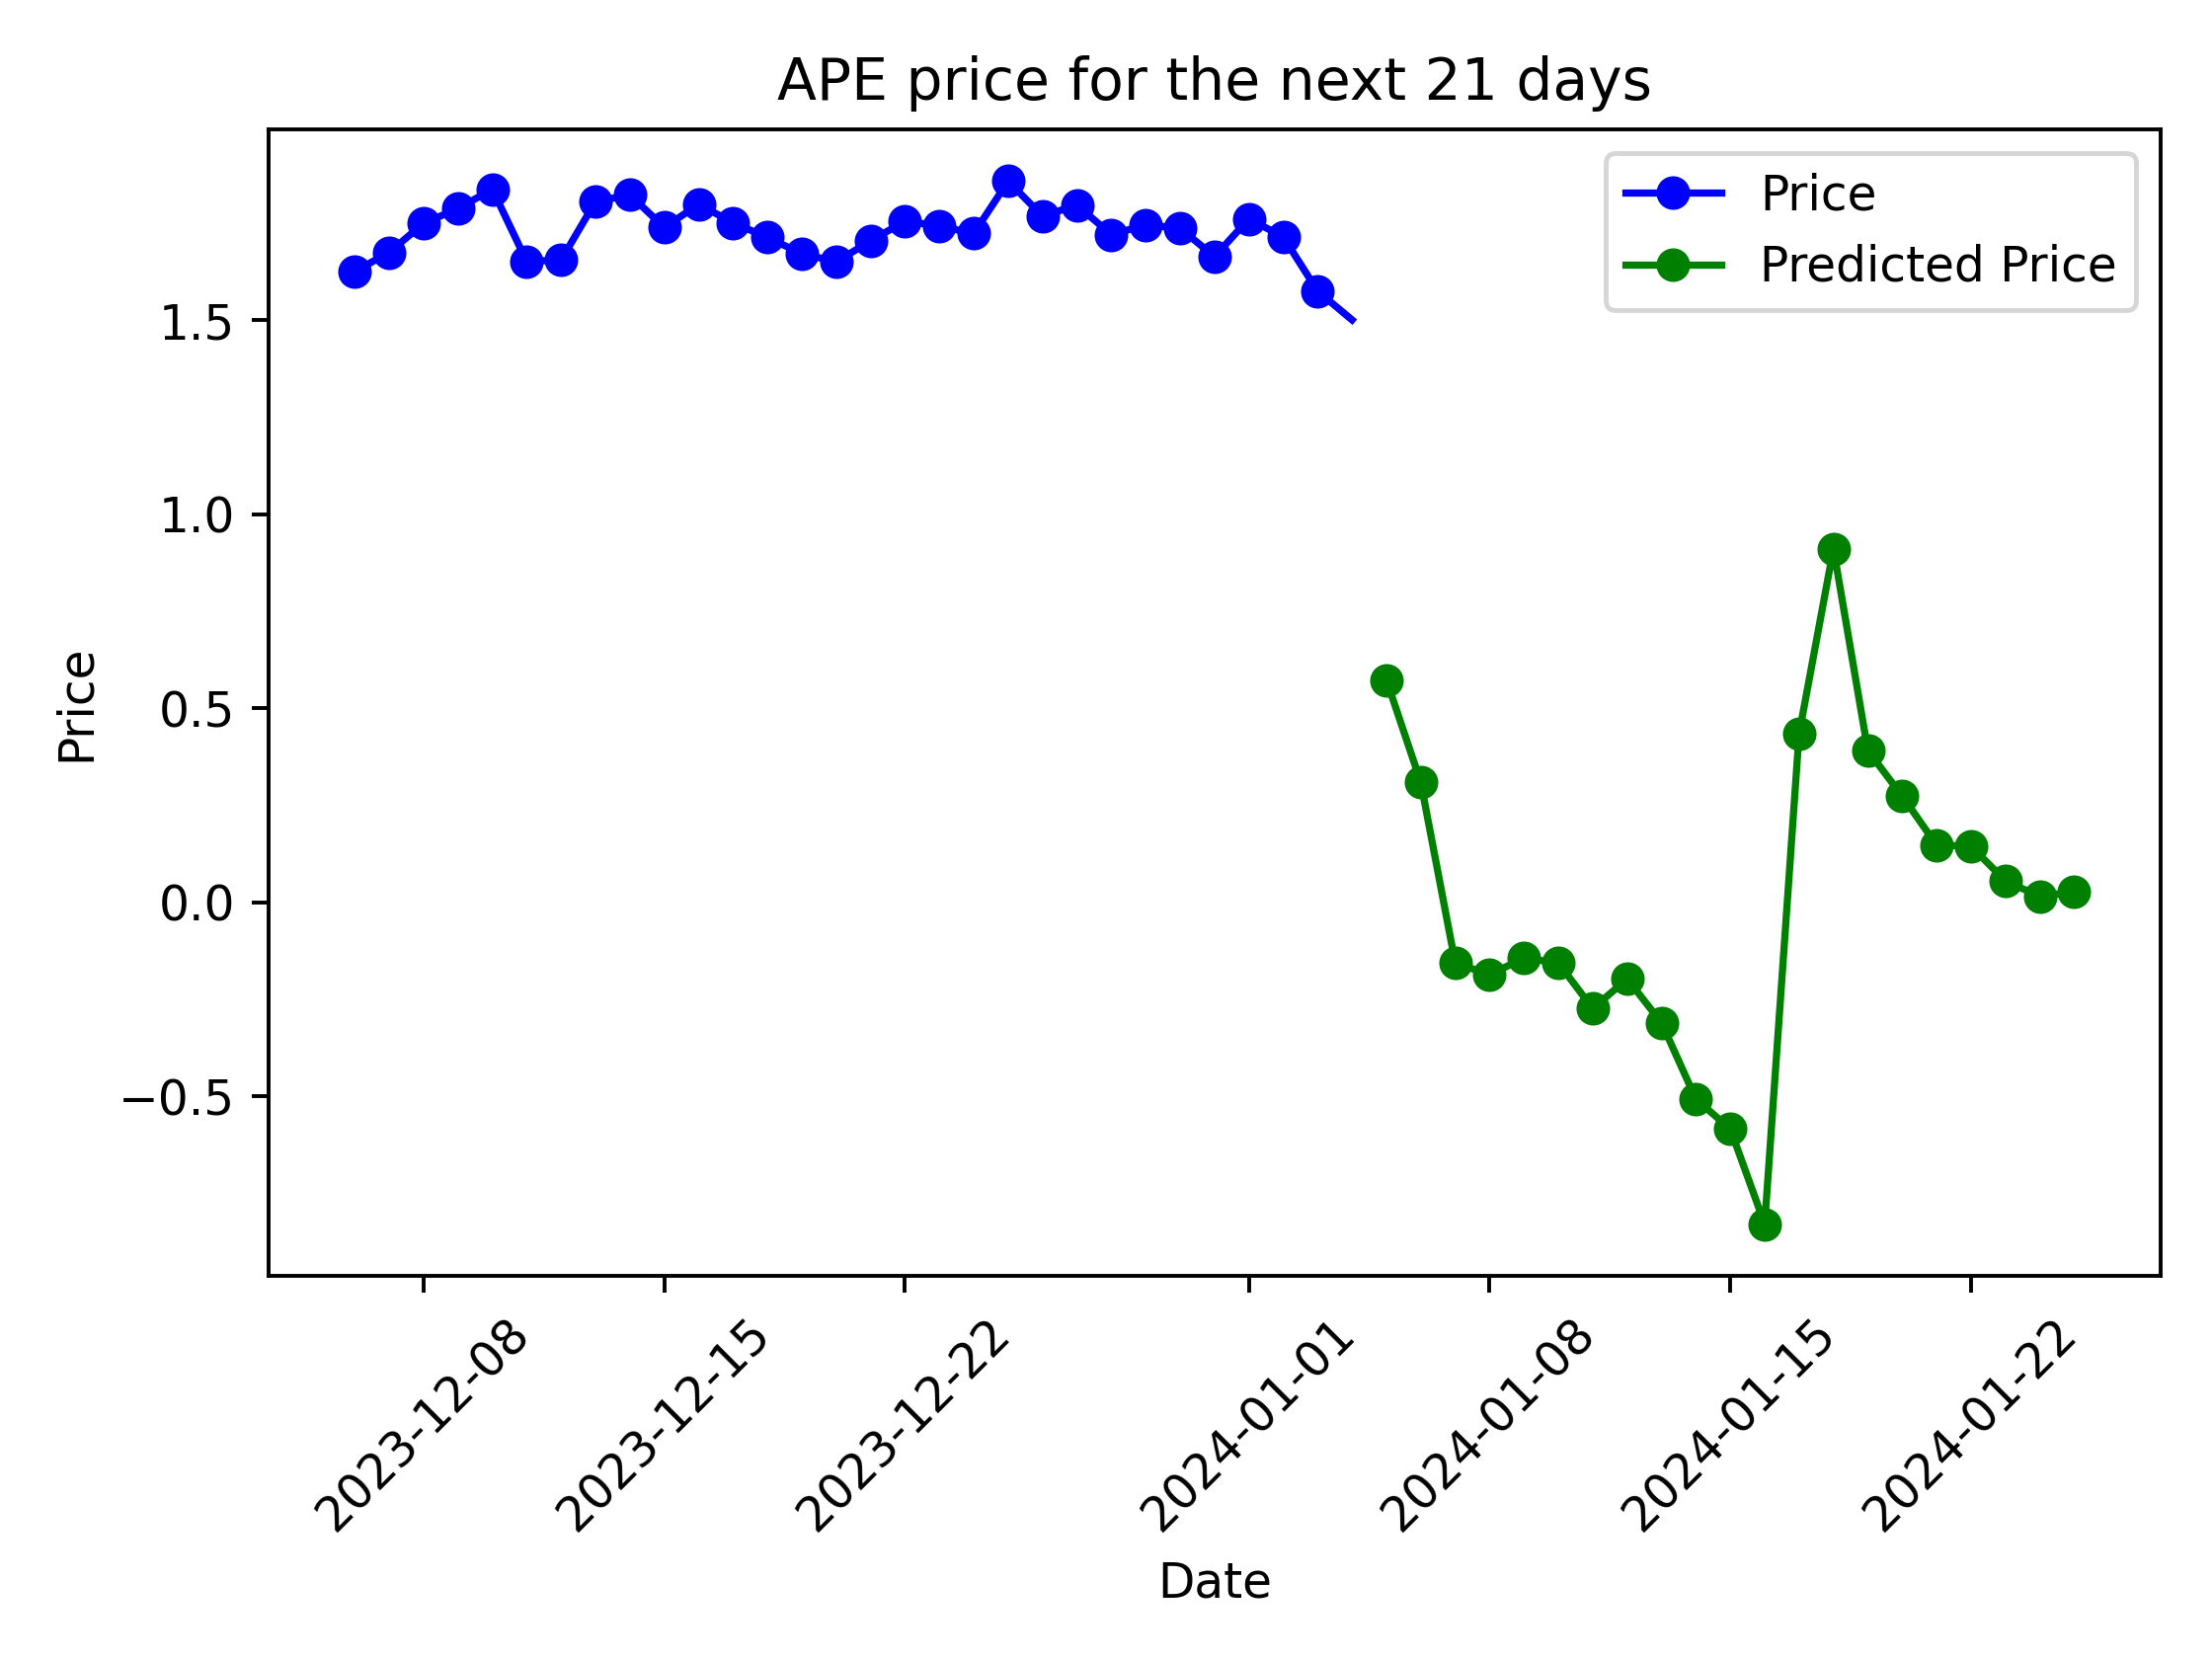 APE price for the next 21 days
Price
Predicted Price
1.5
1.0
0.5
0.0
−0.5
Price
2023-12-08
2023-12-15
2023-12-22
2024-01-01
2024-01-08
2024-01-15
2024-01-22
Date